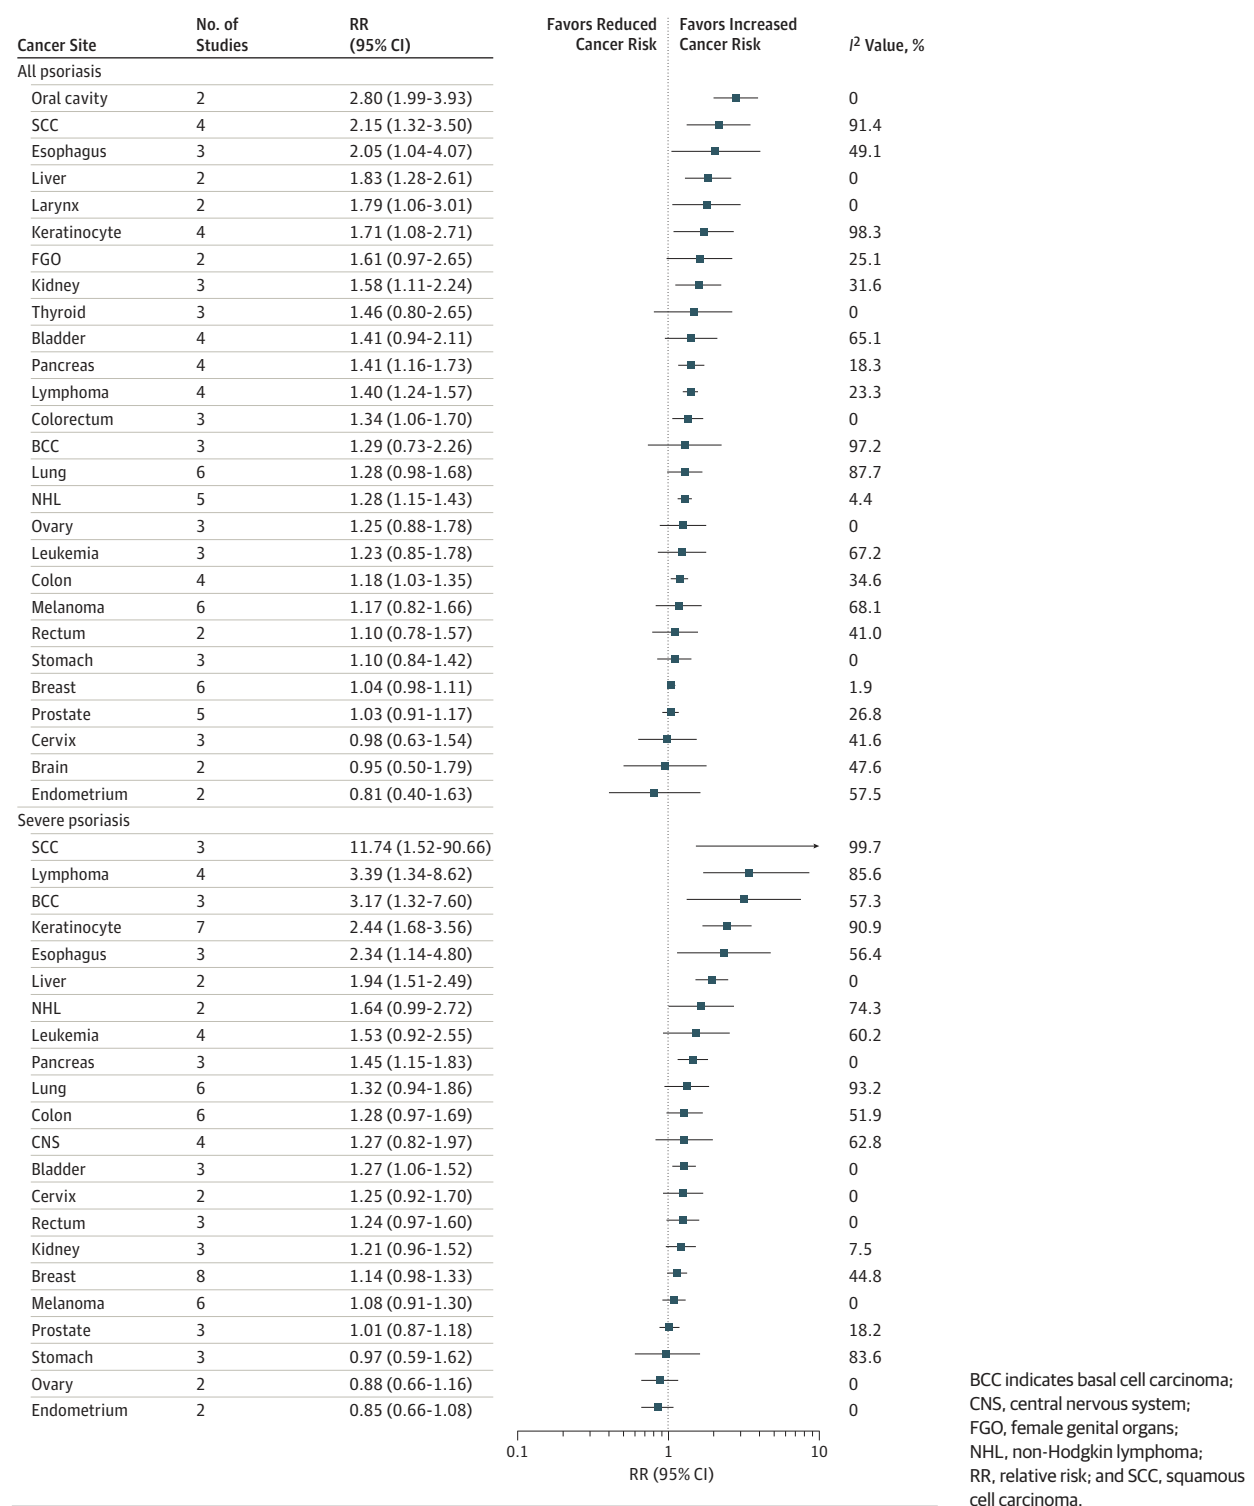 Cancer Site No. of Studies RR (95% CI) Favors Reduced Cancer Risk Favors Increased Cancer Risk I² Value, %
All psoriasis
Oral cavity 2 2.80 (1.99-3.93) 0
SCC 4 2.15 (1.32-3.50) 91.4
Esophagus 3 2.05 (1.04-4.07) 49.1
Liver 2 1.83 (1.28-2.61) 0
Larynx 2 1.79 (1.06-3.01) 0
Keratinocyte 4 1.71 (1.08-2.71) 98.3
FGO 2 1.61 (0.97-2.65) 25.1
Kidney 3 1.58 (1.11-2.24) 31.6
Thyroid 3 1.46 (0.80-2.65) 0
Bladder 4 1.41 (0.94-2.11) 65.1
Pancreas 4 1.41 (1.16-1.73) 18.3
Lymphoma 4 1.40 (1.24-1.57) 23.3
Colorectum 3 1.34 (1.06-1.70) 0
BCC 3 1.29 (0.73-2.26) 97.2
Lung 6 1.28 (0.98-1.68) 87.7
NHL 5 1.28 (1.15-1.43) 4.4
Ovary 3 1.25 (0.88-1.78) 0
Leukemia 3 1.23 (0.85-1.78) 67.2
Colon 4 1.18 (1.03-1.35) 34.6
Melanoma 6 1.17 (0.82-1.66) 68.1
Rectum 2 1.10 (0.78-1.57) 41.0
Stomach 3 1.10 (0.84-1.42) 0
Breast 6 1.04 (0.98-1.11) 1.9
Prostate 5 1.03 (0.91-1.17) 26.8
Cervix 3 0.98 (0.63-1.54) 41.6
Brain 2 0.95 (0.50-1.79) 47.6
Endometrium 2 0.81 (0.40-1.63) 57.5
Severe psoriasis
SCC 3 11.74 (1.52-90.66) 99.7
Lymphoma 4 3.39 (1.34-8.62) 85.6
BCC 3 3.17 (1.32-7.60) 57.3
Keratinocyte 7 2.44 (1.68-3.56) 90.9
Esophagus 3 2.34 (1.14-4.80) 56.4
Liver 2 1.94 (1.51-2.49) 0
NHL 2 1.64 (0.99-2.72) 74.3
Leukemia 4 1.53 (0.92-2.55) 60.2
Pancreas 3 1.45 (1.15-1.83) 0
Lung 6 1.32 (0.94-1.86) 93.2
Colon 6 1.28 (0.97-1.69) 51.9
CNS 4 1.27 (0.82-1.97) 62.8
Bladder 3 1.27 (1.06-1.52) 0
Cervix 2 1.25 (0.92-1.70) 0
Rectum 3 1.24 (0.97-1.60) 0
Kidney 3 1.21 (0.96-1.52) 7.5
Breast 8 1.14 (0.98-1.33) 44.8
Melanoma 6 1.08 (0.91-1.30) 0
Prostate 3 1.01 (0.87-1.18) 18.2
Stomach 3 0.97 (0.59-1.62) 83.6
Ovary 2 0.88 (0.66-1.16) 0
Endometrium 2 0.85 (0.66-1.08) 0
0.1 1 10
RR (95% CI)
BCC indicates basal cell carcinoma;
CNS, central nervous system;
FGO, female genital organs;
NHL, non-Hodgkin lymphoma;
RR, relative risk; and SCC, squamous
cell carcinoma.